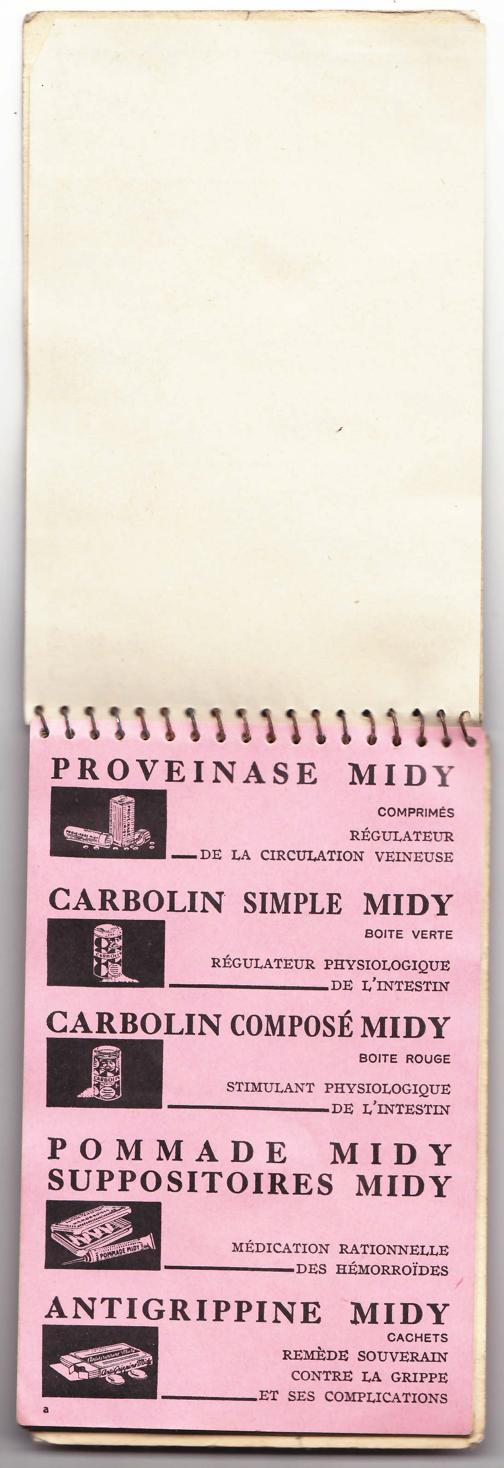 PROVEINASE MIDY
COMPRIMÉS
RÉGULATEUR
DE LA CIRCULATION VEINEUSE
CARBOLIN SIMPLE MIDY
BOITE VERTE
RÉGULATEUR PHYSIOLOGIQUE
DE L'INTESTIN
CARBOLIN COMPOSÉ MIDY
BOITE ROUGE
STIMULANT PHYSIOLOGIQUE
DE L'INTESTIN
POMMADE MIDY
SUPPOSITOIRES MIDY
POMMADE MIDY
MÉDICATION RATIONNELLE
DES HÉMORROÏDES
ANTIGRIPPINE MIDY
CACHETS
REMÈDE SOUVERAIN
CONTRE LA GRIPPE
ET SES COMPLICATIONS
a